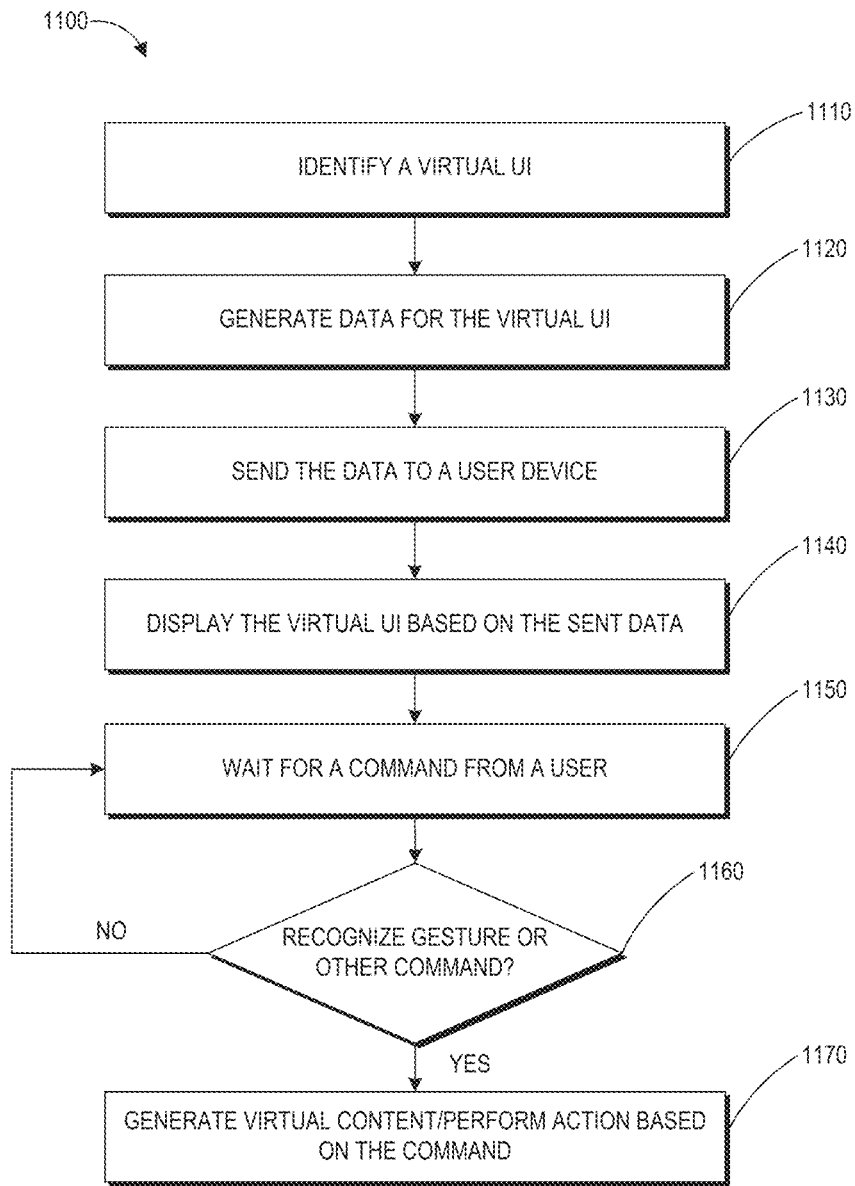 1100
1110
IDENTIFY A VIRTUAL UI
1120
GENERATE DATA FOR THE VIRTUAL UI
1130
SEND THE DATA TO A USER DEVICE
1140
DISPLAY THE VIRTUAL UI BASED ON THE SENT DATA
1150
WAIT FOR A COMMAND FROM A USER
1160
NO
RECOGNIZE GESTURE OR
OTHER COMMAND?
YES
1170
GENERATE VIRTUAL CONTENT/PERFORM ACTION BASED
ON THE COMMAND